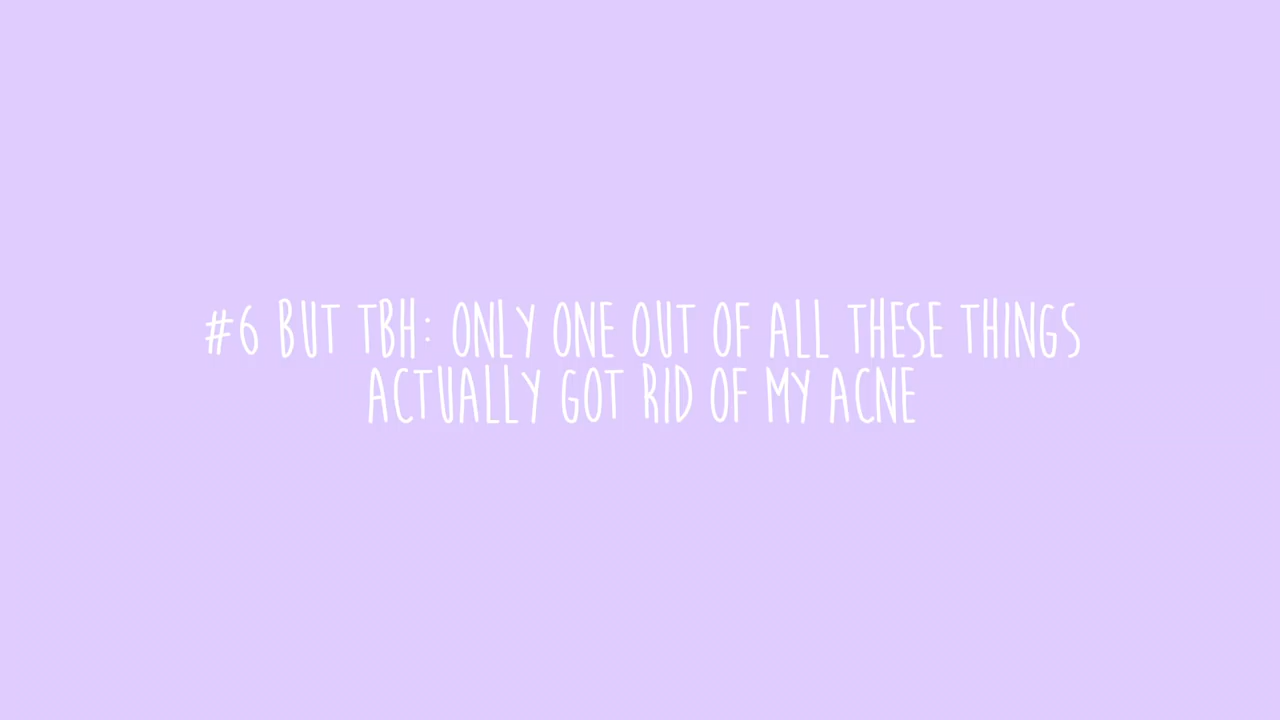 #6 BUT TBH: ONLY ONE OUT OF ALL THESE THINGS
ACTUALLY GOT RID OF MY ACNE